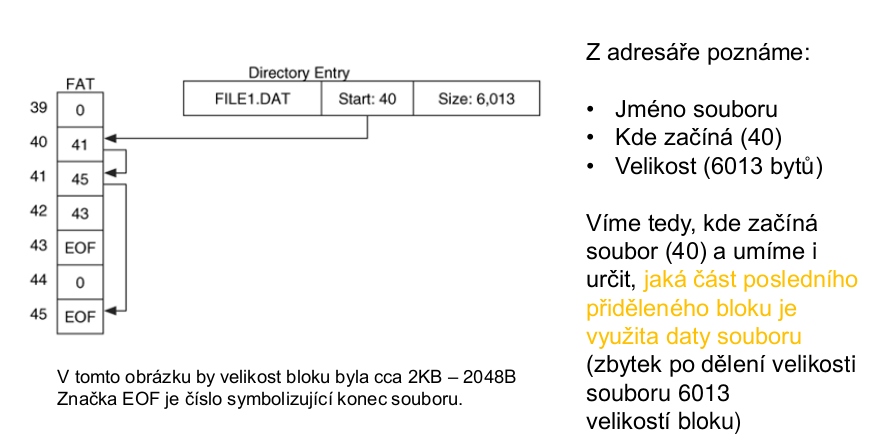 Directory Entry
FILE1.DAT Start: 40 Size: 6,013
FAT
39 0
40 41
41 45
42 43
43 EOF
44 0
45 EOF
V tomto obrázku by velikost bloku byla cca 2KB – 2048B
Značka EOF je číslo symbolizující konec souboru.
Z adresáře poznáme:
• Jméno souboru
• Kde začíná (40)
• Velikost (6013 bytů)
Víme tedy, kde začíná
soubor (40) a umíme i
určit, jaká část posledního
přiděleného bloku je
využita daty souboru
(zbytek po dělení velikosti
souboru 6013
velikostí bloku)